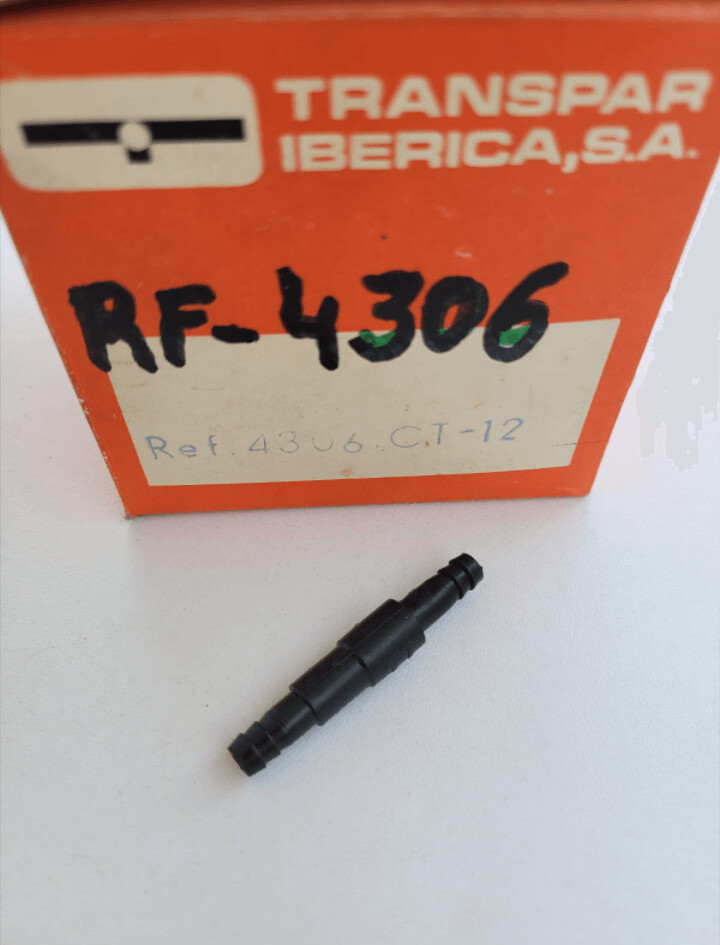 TRANSPAR
IBERICA, S.A.
RF-4306
Ref. 4306.CT-12